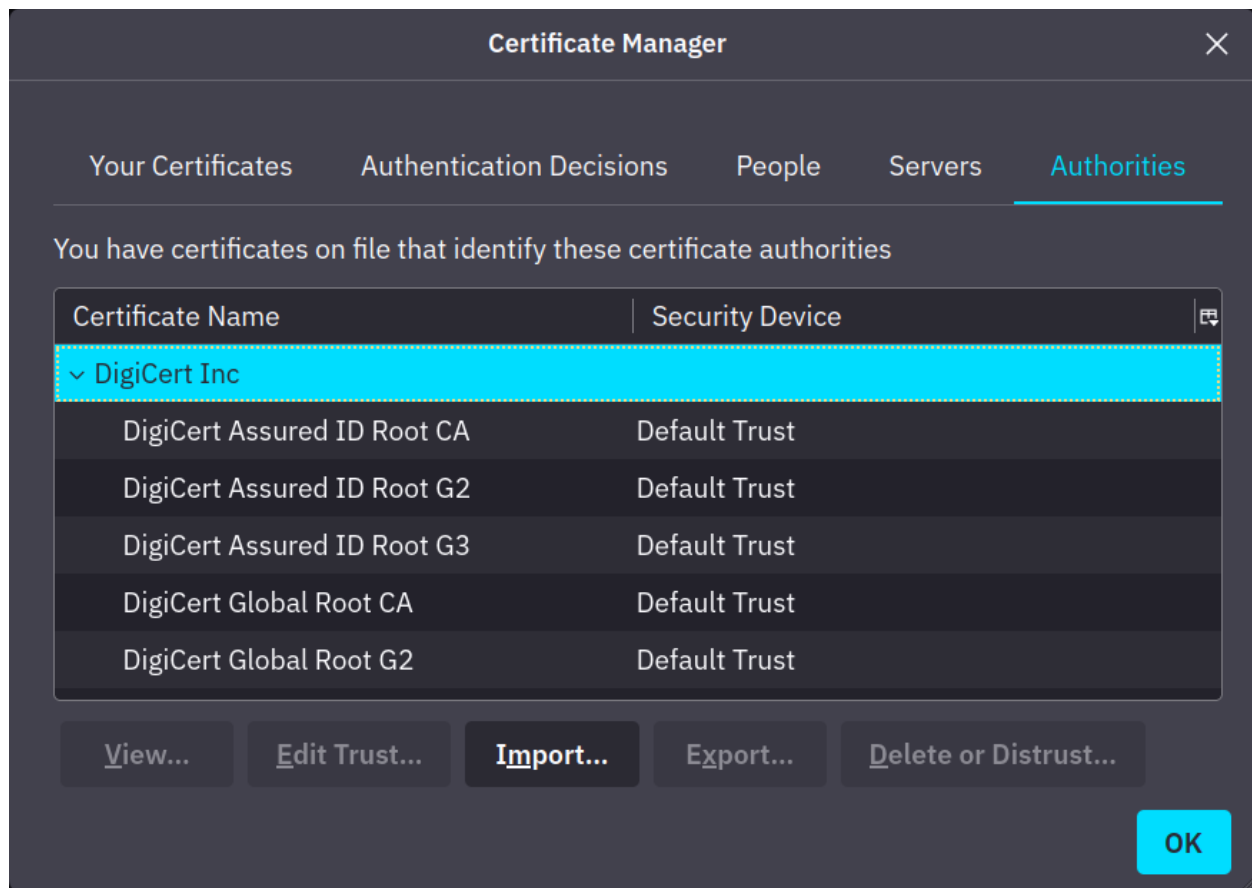 Certificate Manager
Your Certificates Authentication Decisions People Servers Authorities
You have certificates on file that identify these certificate authorities
Certificate Name Security Device
DigiCert Inc
DigiCert Assured ID Root CA Default Trust
DigiCert Assured ID Root G2 Default Trust
DigiCert Assured ID Root G3 Default Trust
DigiCert Global Root CA Default Trust
DigiCert Global Root G2 Default Trust
View... Edit Trust... Import... Export... Delete or Distrust...
OK